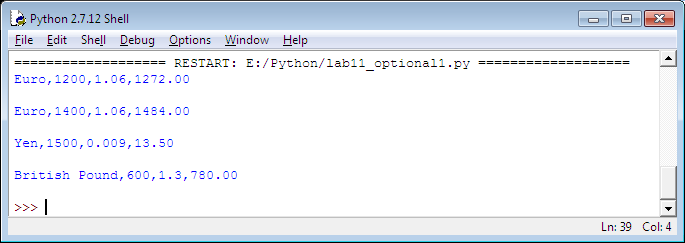 Python 2.7.12 Shell
File Edit Shell Debug Options Window Help
=================== RESTART: E:/Python/lab11_optional1.py ===================
Euro,1200,1.06,1272.00
Euro,1400,1.06,1484.00
Yen,1500,0.009,13.50
British Pound,600,1.3,780.00
>>>
Ln: 39 Col: 4